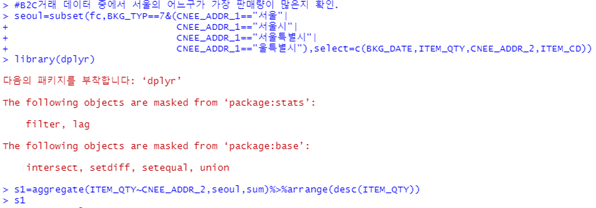 > #B2C거래 데이터 중에서 서울의 어느구가 가장 판매량이 많은지 확인.
> seoul=subset(fc,BKG_TYP==7&(CNEE_ADDR_1=="서울"|
+                             CNEE_ADDR_1=="서울시"|
+                             CNEE_ADDR_1=="서울특별시"|
+                             CNEE_ADDR_1=="울특별시"),select=c(BKG_DATE,ITEM_QTY,CNEE_ADDR_2,ITEM_CD))
> library(dplyr)
다음의 패키지를 부착합니다: ‘dplyr’
The following objects are masked from ‘package:stats’:
filter, lag
The following objects are masked from ‘package:base’:
intersect, setdiff, setequal, union
> s1=aggregate(ITEM_QTY~CNEE_ADDR_2,seoul,sum)%>%arrange(desc(ITEM_QTY))
> s1